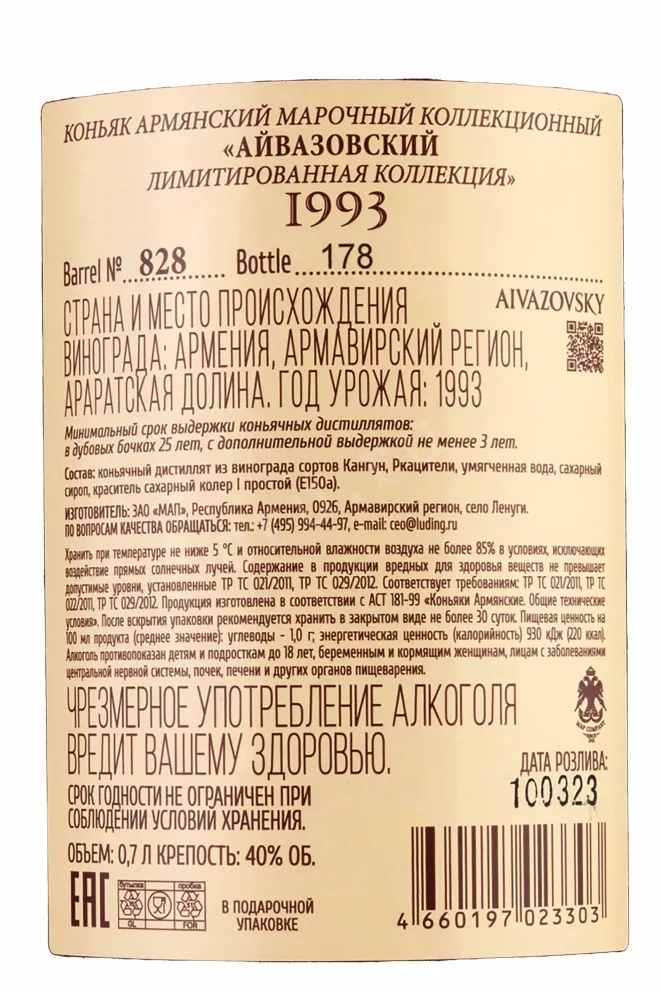 КОНЬЯК АРМЯНСКИЙ МАРОЧНЫЙ КОЛЛЕКЦИОННЫЙ
«АЙВАЗОВСКИЙ
ЛИМИТИРОВАННАЯ КОЛЛЕКЦИЯ»
1993
Barrel № 828 Bottle 178
СТРАНА И МЕСТО ПРОИСХОЖДЕНИЯ
ВИНОГРАДА: АРМЕНИЯ, АРМАВИРСКИЙ РЕГИОН,
АРАРАТСКАЯ ДОЛИНА. ГОД УРОЖАЯ: 1993
AIVAZOVSKY
Минимальный срок выдержки коньячных дистиллятов:
в дубовых бочках 25 лет, с дополнительной выдержкой не менее 3 лет.
Состав: коньячный дистиллят из винограда сортов Кангун, Ркацители, умягченная вода, сахарный
сироп, краситель сахарный колер I простой (Е150а).
ИЗГОТОВИТЕЛЬ: ЗАО «МАП», Республика Армения, 0926, Армавирский регион, село Ленуги.
ПО ВОПРОСАМ КАЧЕСТВА ОБРАЩАТЬСЯ: тел.: +7 (495) 994-44-97, e-mail: ceo@luding.ru
Хранить при температуре не ниже 5 °С и относительной влажности воздуха не более 85% в условиях, исключающих
воздействие прямых солнечных лучей. Содержание в продукции вредных для здоровья веществ не превышает
допустимые уровни, установленные ТР ТС 021/2011, ТР ТС 029/2012. Соответствует требованиям: ТР ТС 021/2011, ТР ТС
022/2011, ТР ТС 029/2012. Продукция изготовлена в соответствии с АСТ 181-99 «Коньяки Армянские. Общие технические
условия». После вскрытия упаковки рекомендуется хранить в закрытом виде не более 30 суток. Пищевая ценность на
100 мл продукта (среднее значение): углеводы - 1,0 г; энергетическая ценность (калорийность) 930 кДж (220 ккал).
Алкоголь противопоказан детям и подросткам до 18 лет, беременным и кормящим женщинам, лицам с заболеваниями
центральной нервной системы, почек, печени и других органов пищеварения.
ЧРЕЗМЕРНОЕ УПОТРЕБЛЕНИЕ АЛКОГОЛЯ
ВРЕДИТ ВАШЕМУ ЗДОРОВЬЮ.
MAP COMPANY
ДАТА РОЗЛИВА:
100323
СРОК ГОДНОСТИ НЕ ОГРАНИЧЕН ПРИ
СОБЛЮДЕНИИ УСЛОВИЙ ХРАНЕНИЯ.
ОБЪЕМ: 0,7 Л КРЕПОСТЬ: 40% ОБ.
EAC
бутылка пробка
GL FOR
В ПОДАРОЧНОЙ
УПАКОВКЕ
4 660197 023303